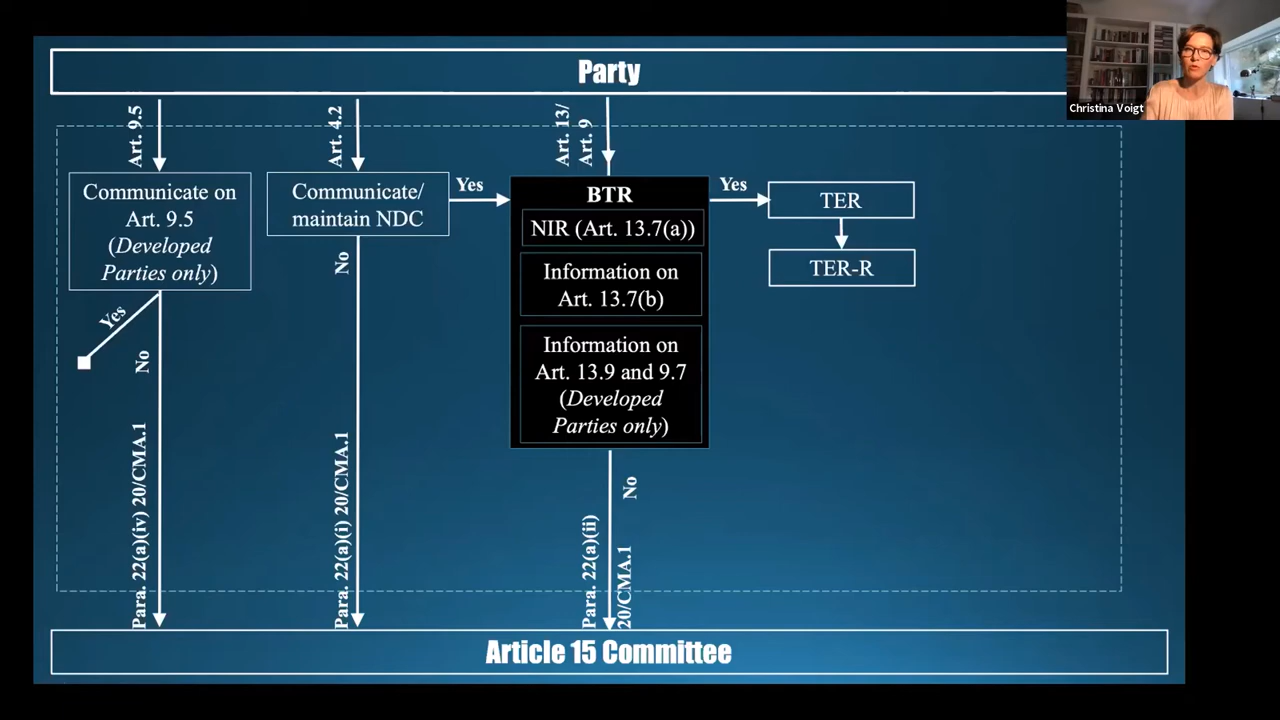 Party
Christina Voigt
Art. 9.5
Art. 4.2
Art. 13/
Art. 9
Communicate on
Art. 9.5
(Developed
Parties only)
Communicate/
maintain NDC
Yes
BTR
NIR (Art. 13.7(a))
Information on
Art. 13.7(b)
Information on
Art. 13.9 and 9.7
(Developed
Parties only)
Yes
TER
TER-R
Yes
No
No
No
Para. 22(a)(iv) 20/CMA.1
Para. 22(a)(i) 20/CMA.1
Para. 22(a)(ii)
20/CMA.1
Article 15 Committee